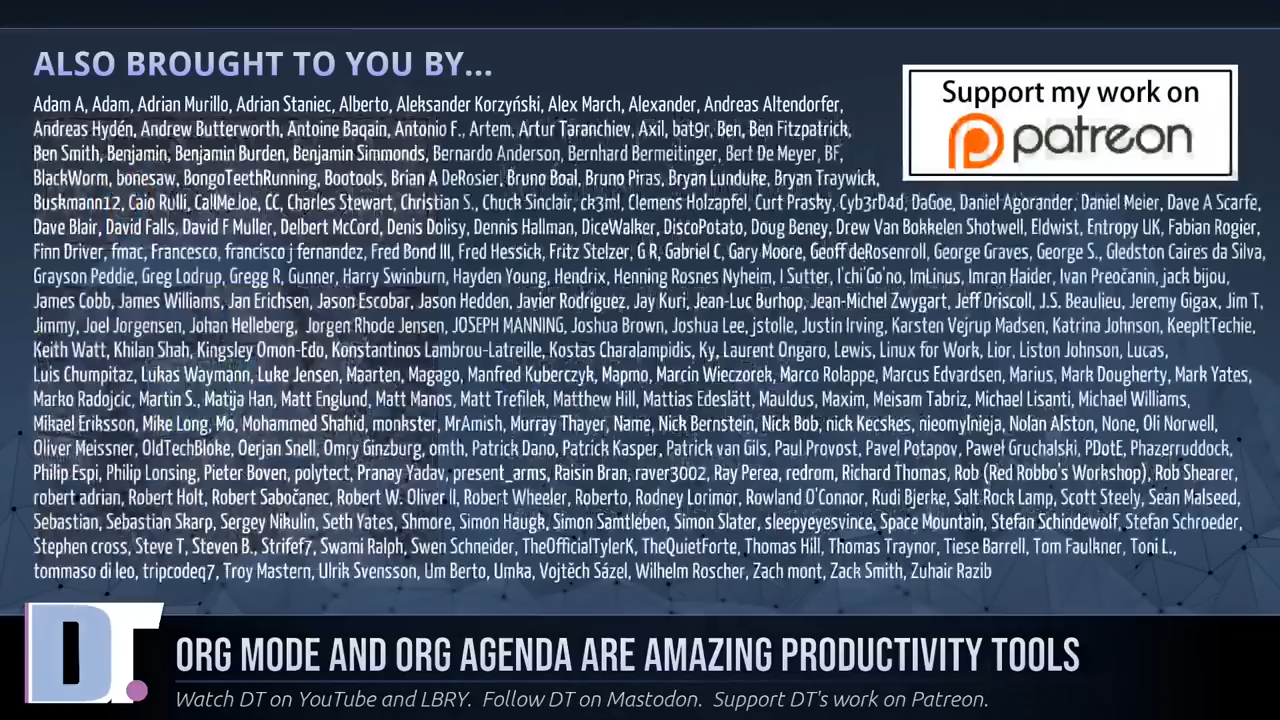 ALSO BROUGHT TO YOU BY...
Support my work on
patreon
Adam A, Adam, Adrian Murillo, Adrian Staniec, Alberto, Aleksander Korzyński, Alex March, Alexander, Andreas Altendorfer,
Andreas Hydén, Andrew Butterworth, Antoine Baqain, Antonio F., Artem, Artur Taranchiev, Axil, bat9r, Ben, Ben Fitzpatrick,
Ben Smith, Benjamin, Benjamin Burden, Benjamin Simmonds, Bernardo Anderson, Bernhard Bermeitinger, Bert De Meyer, BF,
BlackWorm, bonesaw, BongoTeethRunning, Bootools, Brian A DeRosier, Bruno Boal, Bruno Piras, Bryan Lunduke, Bryan Traywick,
Buskmann12, Caio Rulli, CallMeJoe, CC, Charles Stewart, Christian S., Chuck Sinclair, ck3ml, Clemens Holzapfel, Curt Prasky, Cyb3rD4d, DaGoe, Daniel Agorander, Daniel Meier, Dave A Scarfe,
Dave Blair, David Falls, David F Muller, Delbert McCord, Denis Dolisy, Dennis Hallman, DiceWalker, DiscoPotato, Doug Beney, Drew Van Bokkelen Shotwell, Eldwist, Entropy UK, Fabian Rogier,
Finn Driver, fmac, Francesco, francisco j fernandez, Fred Bond III, Fred Hessick, Fritz Stelzer, G R, Gabriel C, Gary Moore, Geoff deRosenroll, George Graves, George S., Gledston Caires da Silva,
Grayson Peddie, Greg Lodrup, Gregg R, Gunner, Harry Swinburn, Hayden Young, Hendrix, Henning Rosnes Nyheim, I Sutter, I'chi'Go'no, ImLinus, Imran Haider, Ivan Preočanin, jack bijou,
James Cobb, James Williams, Jan Erichsen, Jason Escobar, Jason Hedden, Javier Rodriguez, Jay Kuri, Jean-Luc Burhop, Jean-Michel Zwygart, Jeff Driscoll, J.S. Beaulieu, Jeremy Gigax, Jim T,
Jimmy, Joel Jorgensen, Johan Helleberg, Jorgen Rhode Jensen, JOSEPH MANNING, Joshua Brown, Joshua Lee, jstolle, Justin Irving, Karsten Vejrup Madsen, Katrina Johnson, KeepItTechie,
Keith Watt, Khilan Shah, Kingsley Omon-Edo, Konstantinos Lambrou-Latreille, Kostas Charalampidis, Ky, Laurent Ongaro, Lewis, Linux for Work, Lior, Liston Johnson, Lucas,
Luis Chumpitaz, Lukas Waymann, Luke Jensen, Maarten, Magago, Manfred Kuberczyk, Mapmo, Marcin Wieczorek, Marco Rolappe, Marcus Edvardsen, Marius, Mark Dougherty, Mark Yates,
Marko Radojcic, Martin S., Matija Han, Matt Englund, Matt Manos, Matt Trefilek, Matthew Hill, Mattias Edeslätt, Mauldus, Maxim, Meisam Tabriz, Michael Lisanti, Michael Williams,
Mikael Eriksson, Mike Long, Mo, Mohammed Shahid, monkster, MrAmish, Murray Thayer, Name, Nick Bernstein, Nick Bob, nick Kecskes, nieomylnieja, Nolan Alston, None, Oli Norwell,
Oliver Meissner, OldTechBloke, Oerjan Snell, Omry Ginzburg, omth, Patrick Dano, Patrick Kasper, Patrick van Gils, Paul Provost, Pavel Potapov, Paweł Gruchalski, PDotE, Phazerruddock,
Philip Espi, Philip Lonsing, Pieter Boven, polytect, Pranay Yadav, present_arms, Raisin Bran, raver3002, Ray Perea, redrom, Richard Thomas, Rob (Red Robbo's Workshop), Rob Shearer,
robert adrian, Robert Holt, Robert Sabočanec, Robert W. Oliver II, Robert Wheeler, Roberto, Rodney Lorimor, Rowland O'Connor, Rudi Bjerke, Salt Rock Lamp, Scott Steely, Sean Malseed,
Sebastian, Sebastian Skarp, Sergey Nikulin, Seth Yates, Shmore, Simon Haugk, Simon Samtleben, Simon Slater, sleepyeyesvince, Space Mountain, Stefan Schindewolf, Stefan Schroeder,
Stephen cross, Steve T, Steven B., Strifef7, Swami Ralph, Swen Schneider, TheOfficialTylerK, TheQuietForte, Thomas Hill, Thomas Traynor, Tiese Barrell, Tom Faulkner, Toni L.,
tommaso di leo, tripcodeq7, Troy Mastern, Ulrik Svensson, Um Berto, Umka, Vojtěch Sázel, Wilhelm Roscher, Zach mont, Zack Smith, Zuhair Razib
DT.
ORG MODE AND ORG AGENDA ARE AMAZING PRODUCTIVITY TOOLS
Watch DT on YouTube and LBRY. Follow DT on Mastodon. Support DT's work on Patreon.